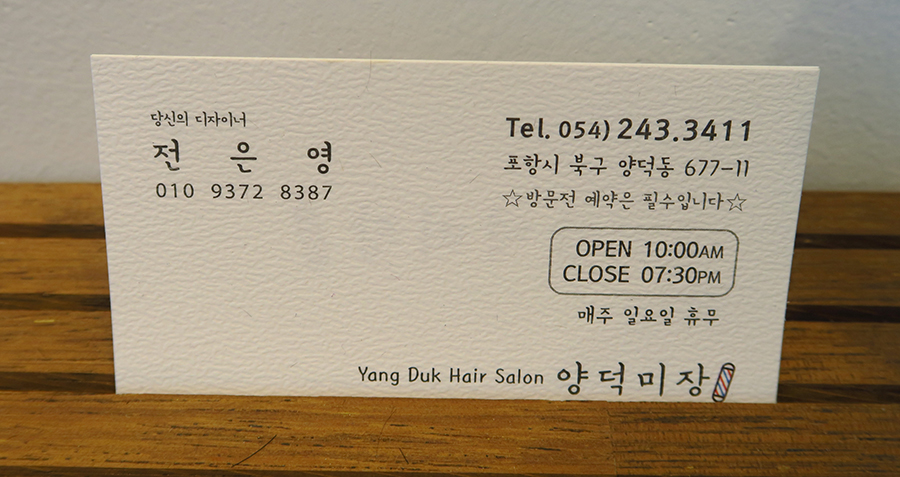 당신의 디자이너
전 은 영
010 9372 8387
Tel. 054) 243.3411
포항시 북구 양덕동 677-11
☆방문전 예약은 필수입니다☆
OPEN 10:00AM
CLOSE 07:30PM
매주 일요일 휴무
Yang Duk Hair Salon 양덕미장